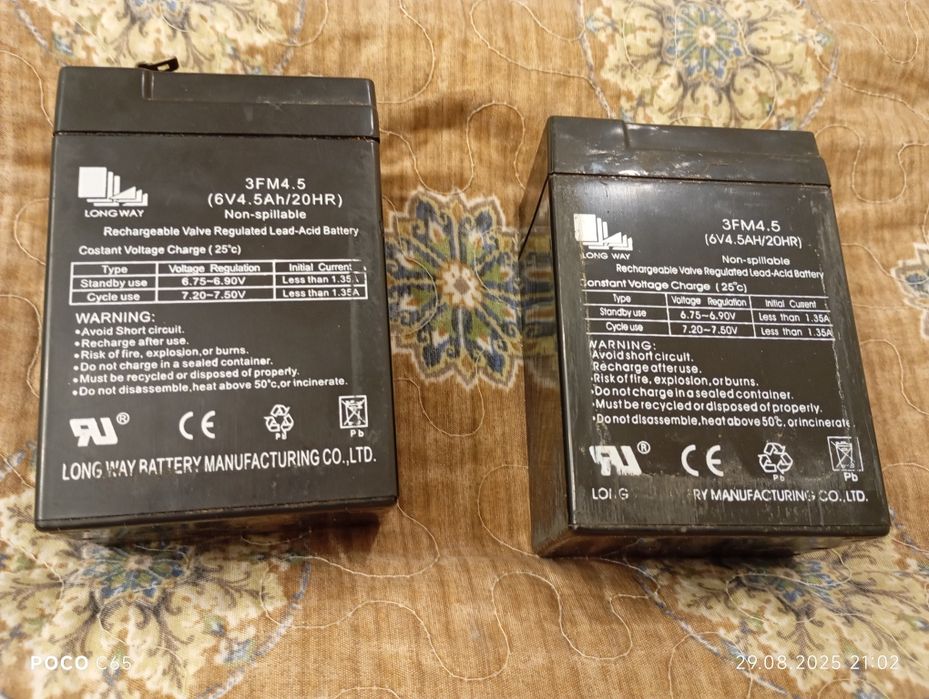 LONG WAY
3FM4.5
(6V4.5Ah/20HR)
Non-spillable
Rechargeable Valve Regulated Lead-Acid Battery
Costant Voltage Charge (25°c)
Type Voltage Regulation Initial Current
Standby use 6.75~6.90V Less than 1.35A
Cycle use 7.20~7.50V Less than 1.35A
WARNING:
•Avoid Short circuit.
•Recharge after use.
•Risk of fire, explosion,or burns.
•Do not charge in a sealed container.
•Must be recycled or disposed of properly.
•Do not disassemble,heat above 50°c,or incinerate.
RU® CE Pb Pb
LONG WAY BATTERY MANUFACTURING CO.,LTD.
LONG WAY
3FM4.5
(6V4.5AH/20HR)
Non-spillable
Rechargeable Valve Regulated Lead-Acid Battery
Constant Voltage Charge (25°c)
Type Voltage Regulation Initial Current
Standby use 6.75~6.90V Less than 1.35A
Cycle use 7.20~7.50V Less than 1.35A
WARNING:
Avoid short circuit.
Recharge after use.
•Risk of fire, explosion,or burns.
•Do not charge in a sealed container.
•Must be recycled or disposed of properly.
•Do not disassemble,heat above 50°c, or incinerate
RU® CE Pb Pb
LO G RY MANUFACTURING CO.,LTD.
POCO C65
29.08.2025 21:02